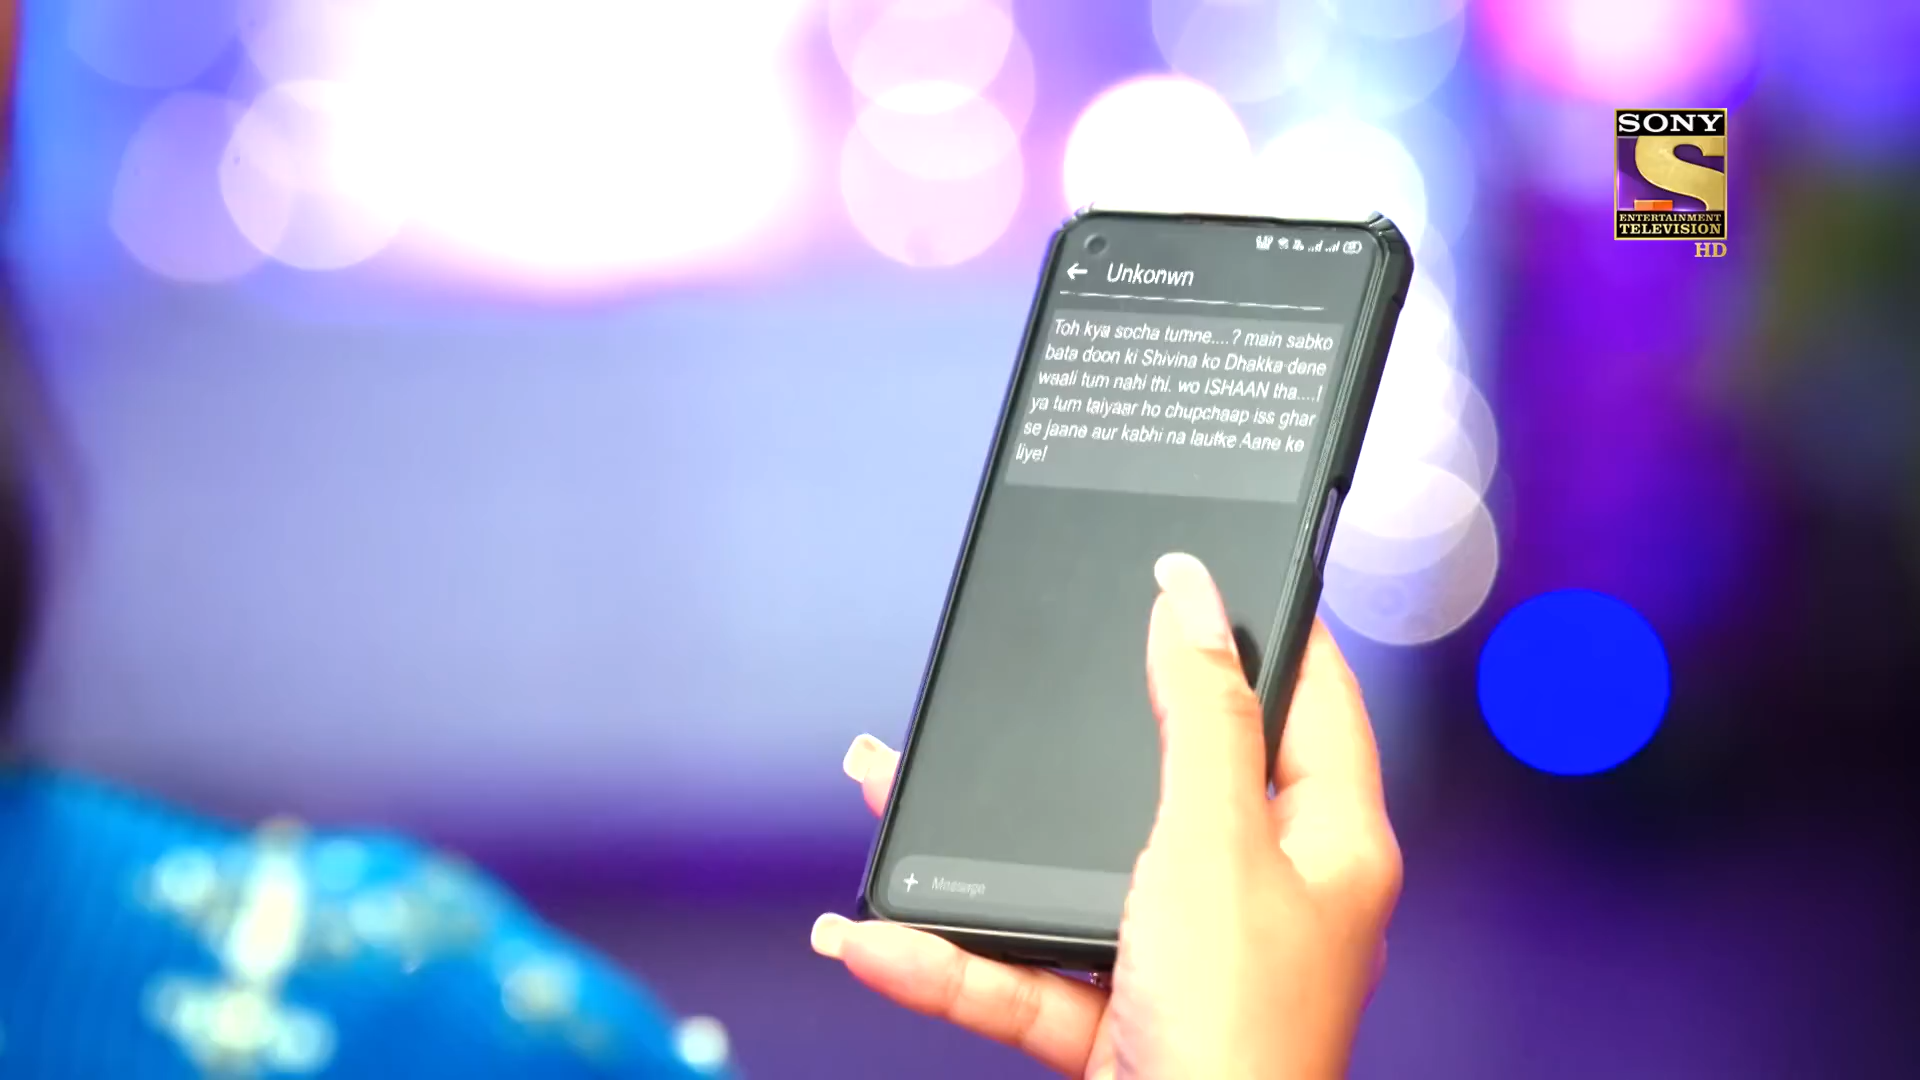 SONY
ENTERTAINMENT
TELEVISION
HD
Unkonwn
Toh kya socha tumne....? main sabko
bata doon ki Shivina ko Dhakka dene
waali tum nahi thi. wo ISHAAN tha....!
ya tum taiyaar ho chupchaap iss ghar
se jaane aur kabhi na lautke Aane ke
liye!
Message